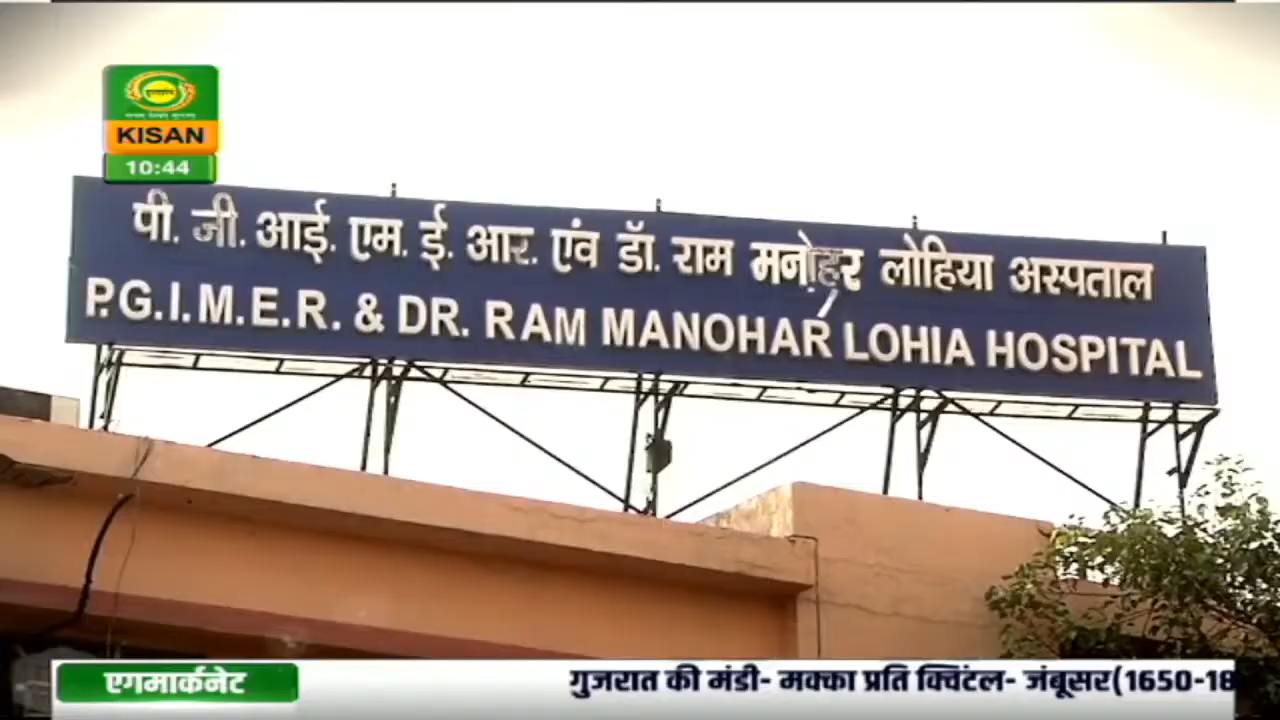 KISAN
10:44
पी. जी. आई. एम. ई. आर. एंव डॉ. राम मनोहर लोहिया अस्पताल
P.G.I.M.E.R. & DR. RAM MANOHAR LOHIA HOSPITAL
एगमार्कनेट
गुजरात की मंडी- मक्का प्रति क्विंटल- जंबूसर(1650-18